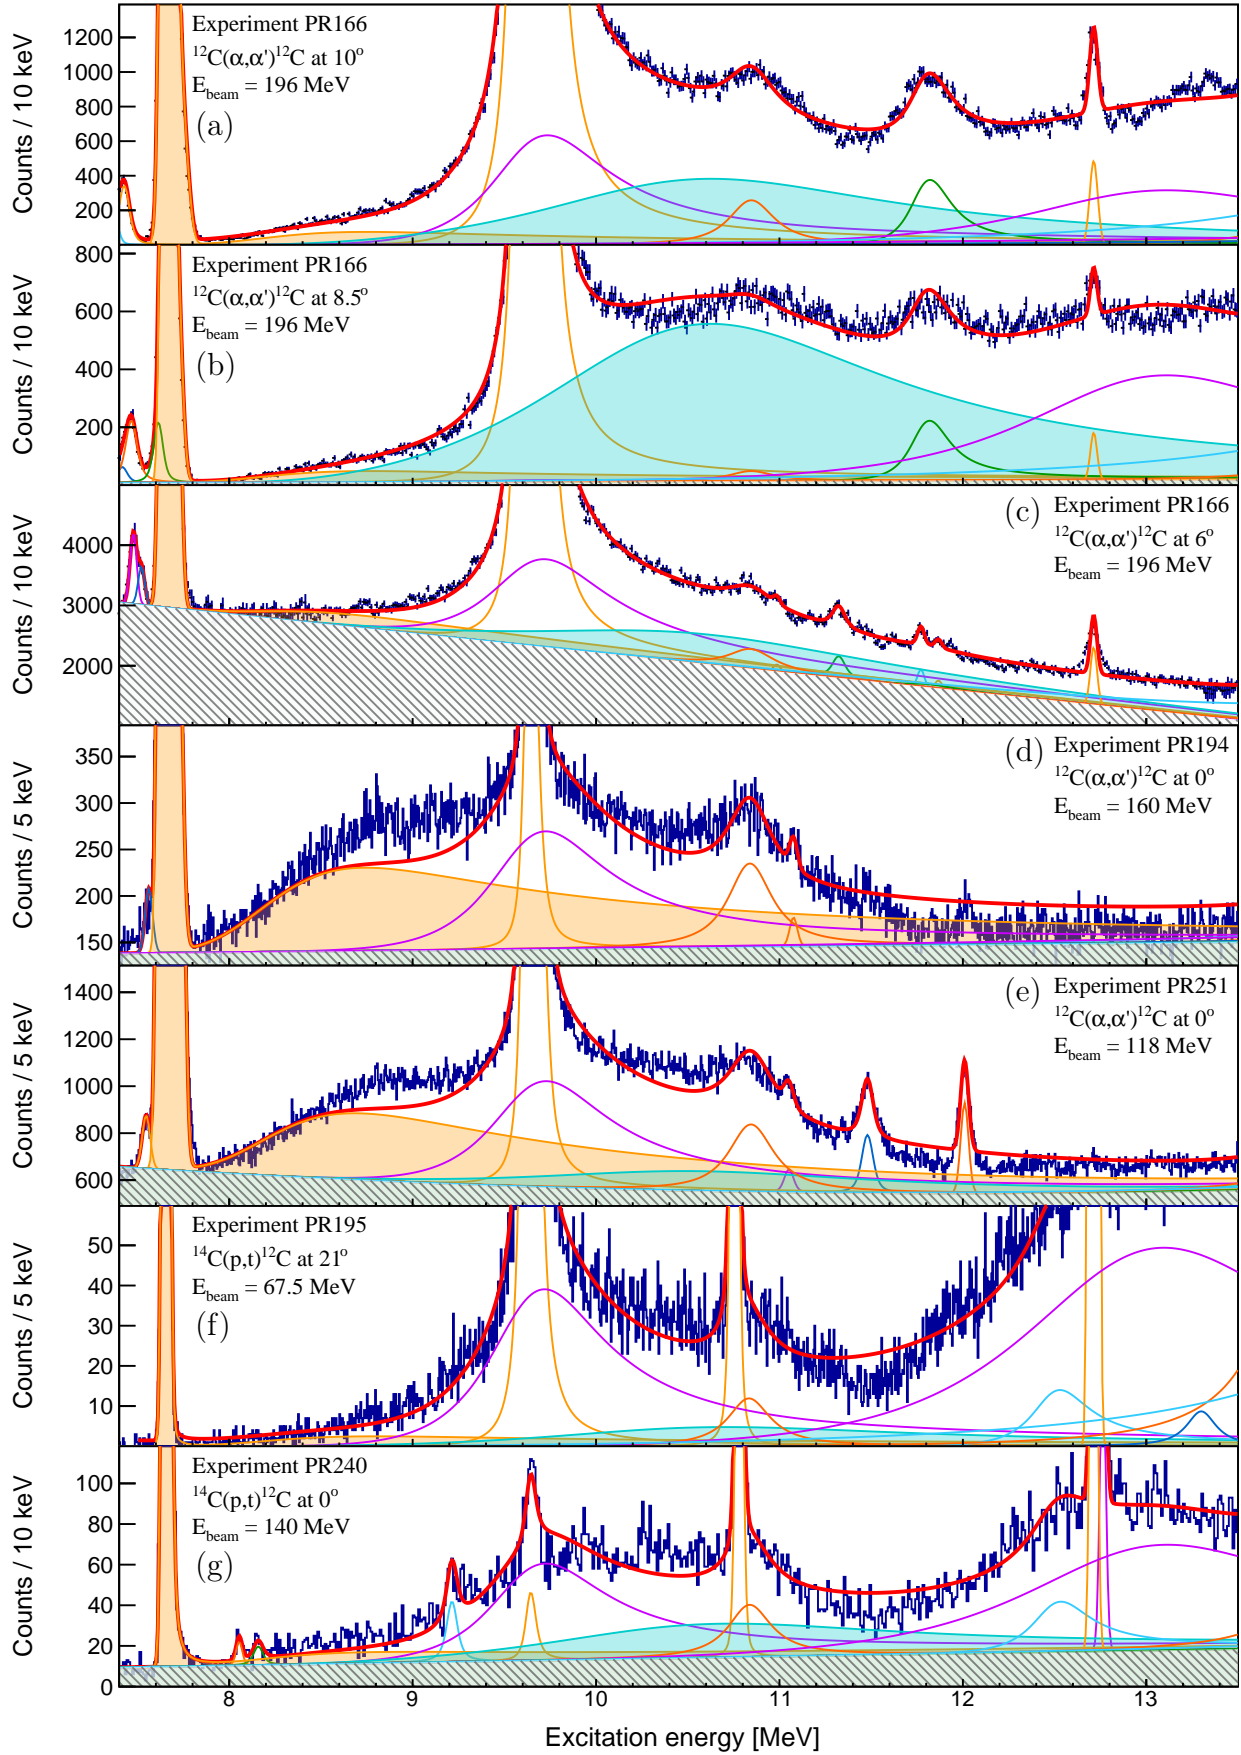 Experiment PR166
¹²C(α,α')¹²C at 10°
E_beam = 196 MeV
(a)
Counts / 10 keV
1200
1000
800
600
400
200
Experiment PR166
¹²C(α,α')¹²C at 8.5°
E_beam = 196 MeV
(b)
Counts / 10 keV
800
600
400
200
(c)
Experiment PR166
¹²C(α,α')¹²C at 6°
E_beam = 196 MeV
Counts / 10 keV
4000
3000
2000
(d)
Experiment PR194
¹²C(α,α')¹²C at 0°
E_beam = 160 MeV
Counts / 5 keV
350
300
250
200
150
(e)
Experiment PR251
¹²C(α,α')¹²C at 0°
E_beam = 118 MeV
Counts / 5 keV
1400
1200
1000
800
600
Experiment PR195
¹⁴C(p,t)¹²C at 21°
E_beam = 67.5 MeV
(f)
Counts / 5 keV
50
40
30
20
10
Experiment PR240
¹⁴C(p,t)¹²C at 0°
E_beam = 140 MeV
(g)
Counts / 10 keV
100
80
60
40
20
0
8 9 10 11 12 13
Excitation energy [MeV]